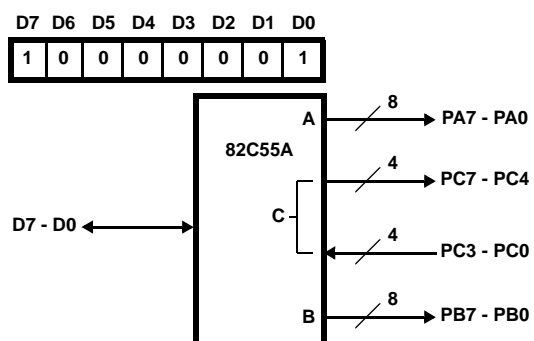 D7 D6 D5 D4 D3 D2 D1 D0
1 0 0 0 0 0 0 1
A 8 PA7 - PA0
82C55A
4 PC7 - PC4
C
D7 - D0
4 PC3 - PC0
B 8 PB7 - PB0